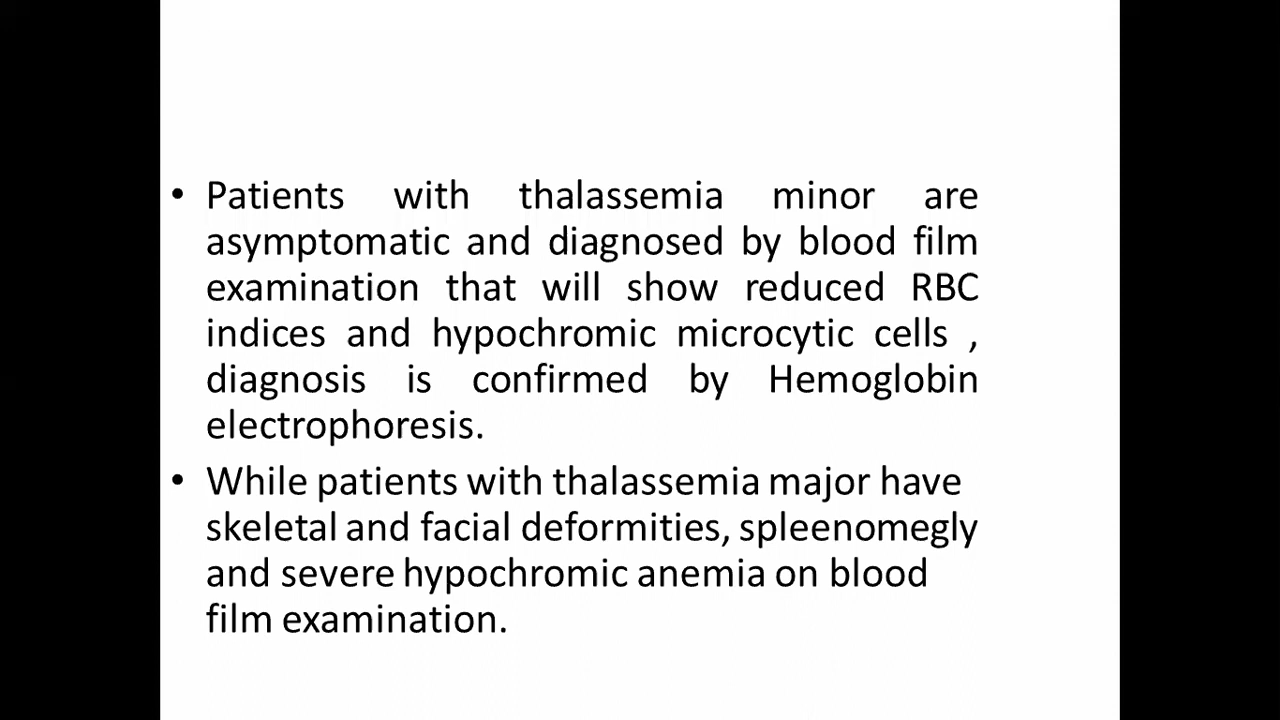 • Patients with thalassemia minor are
asymptomatic and diagnosed by blood film
examination that will show reduced RBC
indices and hypochromic microcytic cells ,
diagnosis is confirmed by Hemoglobin
electrophoresis.
• While patients with thalassemia major have
skeletal and facial deformities, spleenomegly
and severe hypochromic anemia on blood
film examination.